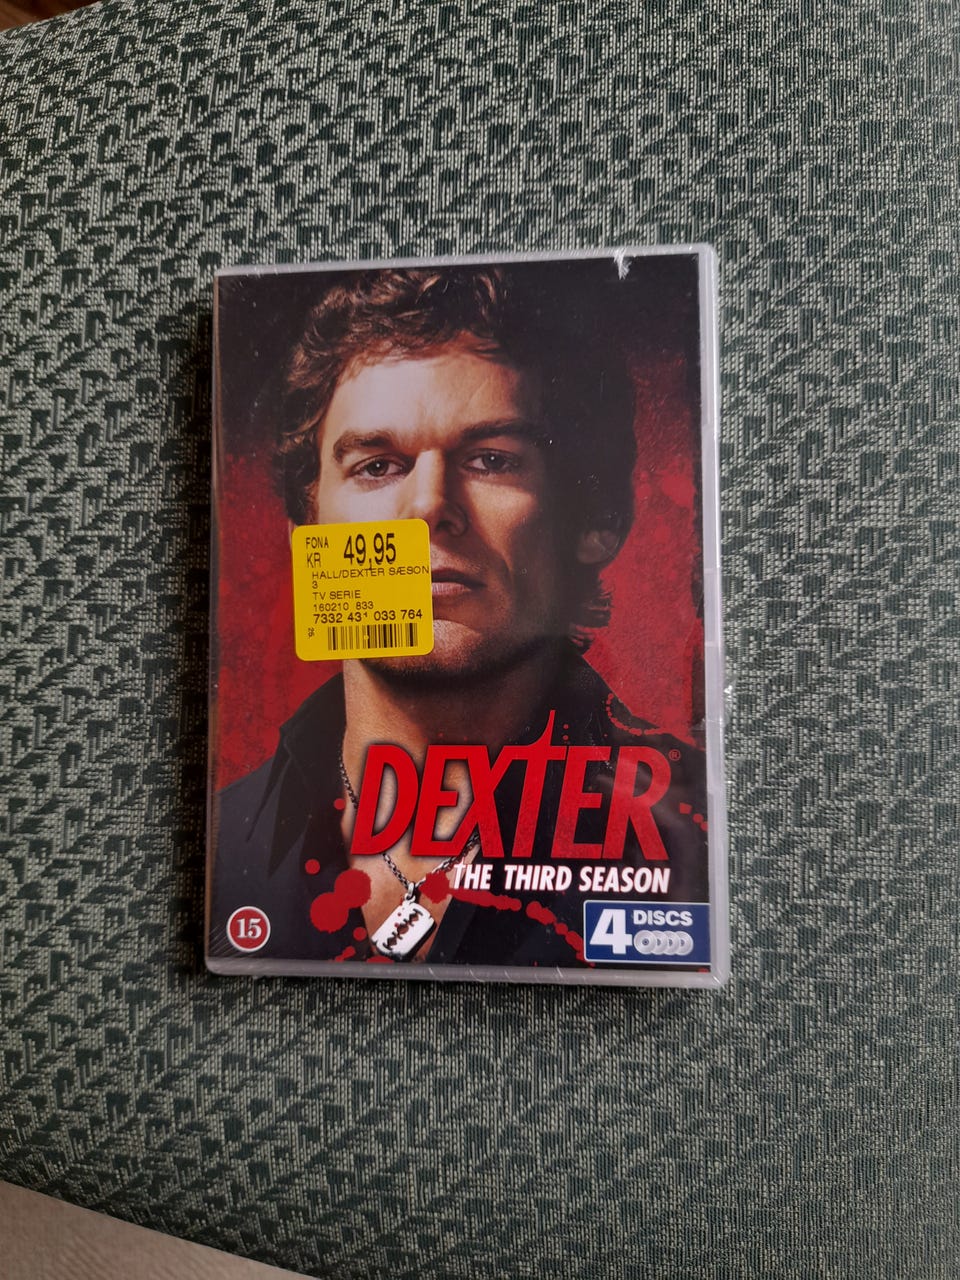 FONA
KR 49,95
HALL/DEXTER SÆSON
3
TV SERIE
160210 833
7332 43 033 764
DEXTER®
THE THIRD SEASON
15
4 DISCS